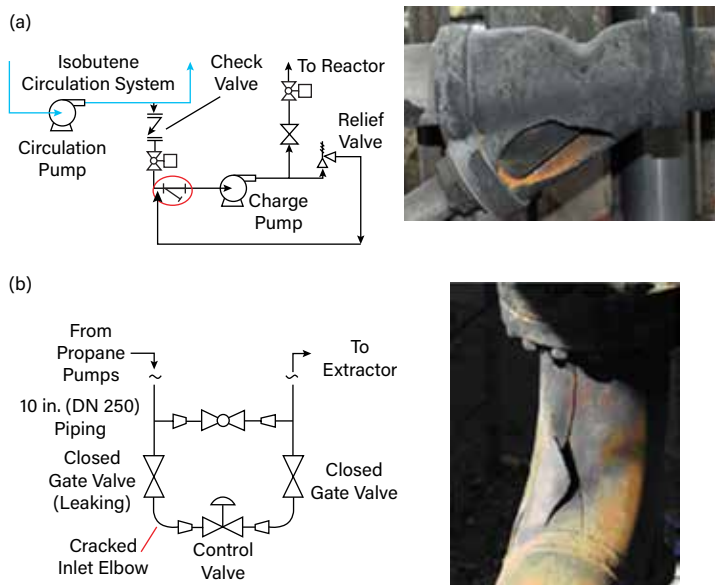 (a)
Isobutene
Circulation System
Check
Valve
To Reactor
Relief
Valve
Circulation
Pump
Charge
Pump
(b)
From
Propane
Pumps
To
Extractor
10 in. (DN 250)
Piping
Closed
Gate Valve
(Leaking)
Closed
Gate Valve
Cracked
Inlet Elbow
Control
Valve